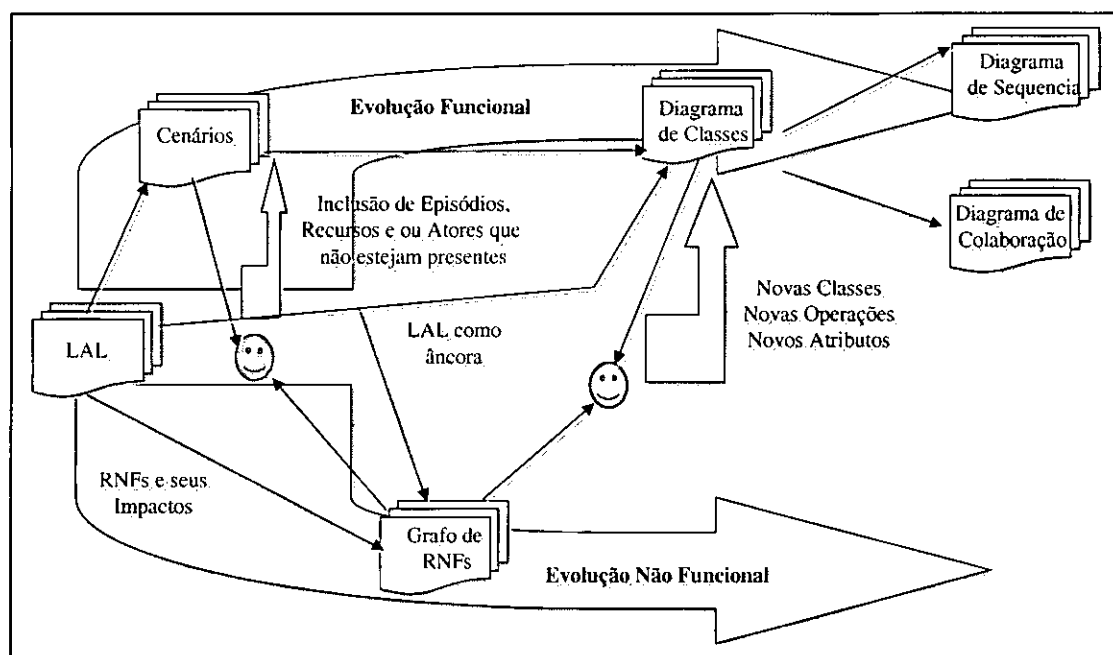 Diagrama
de Sequencia
Evolução Funcional
Diagrama
de Classes
Cenários
Inclusão de Episódios,
Recursos e ou Atores que
não estejam presentes
Diagrama de
Colaboração
Novas Classes
Novas Operações
Novos Atributos
LAL
LAL como
âncora
RNFs e seus
Impactos
Grafo de
RNFs
Evolução Não Funcional